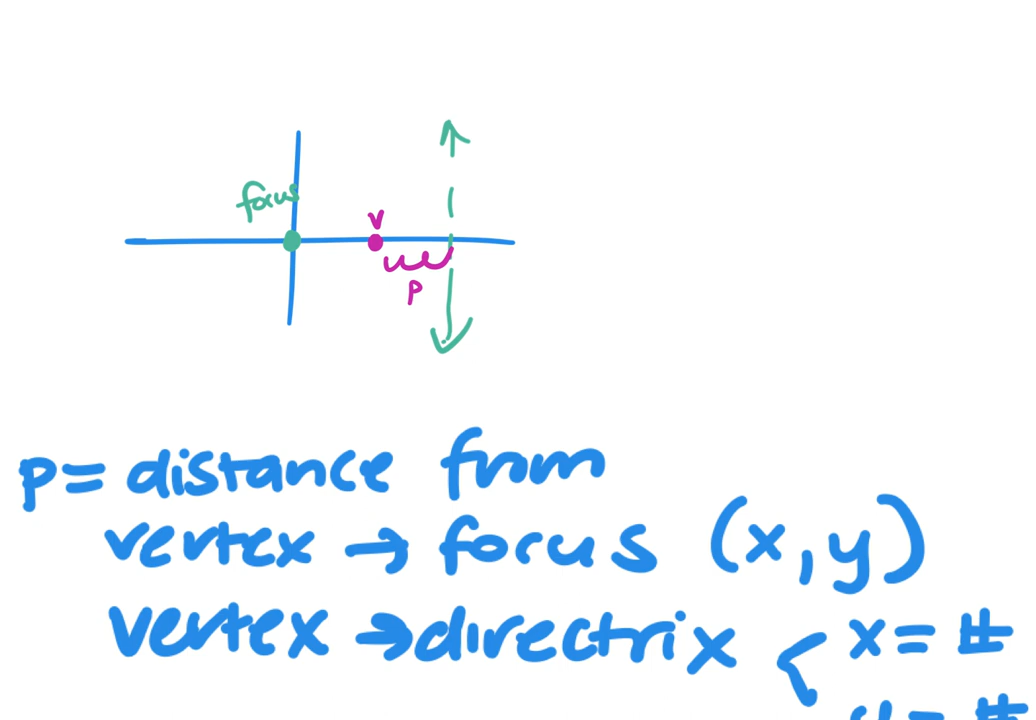 focus
v
p
p= distance from
vertex → focus (x,y)
vertex → directrix { x= #
y= #